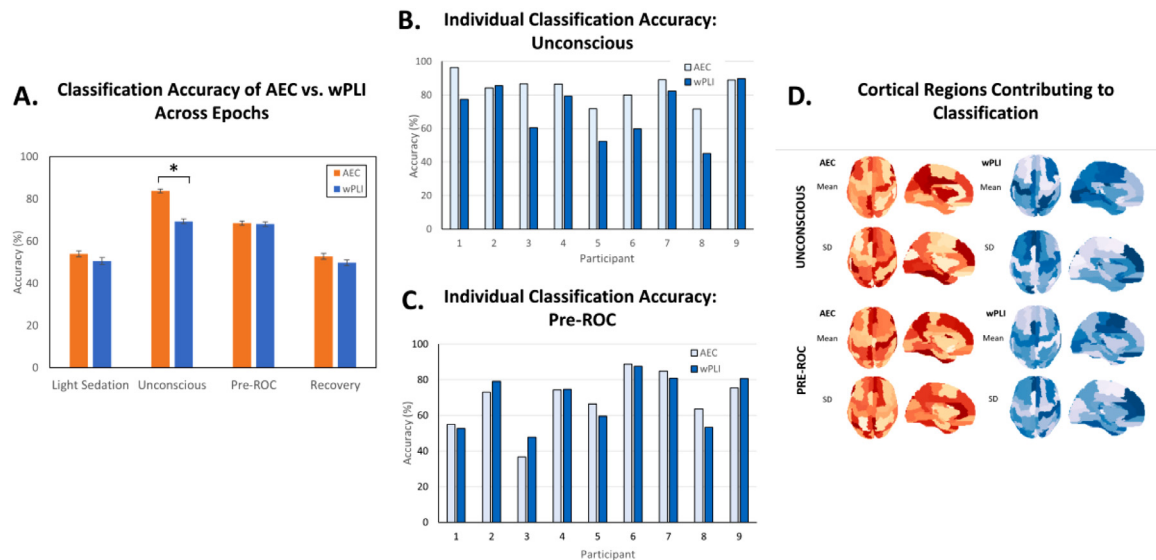 A.
Classification Accuracy of AEC vs. wPLI
Across Epochs
Accuracy (%)
100
80
60
40
20
0
AEC
wPLI
*
Light Sedation Unconscious Pre-ROC Recovery
B.
Individual Classification Accuracy:
Unconscious
Accuracy (%)
100
80
60
40
20
0
AEC
wPLI
1 2 3 4 5 6 7 8 9
Participant
C.
Individual Classification Accuracy:
Pre-ROC
Accuracy (%)
100
80
60
40
20
0
AEC
wPLI
1 2 3 4 5 6 7 8 9
Participant
D.
Cortical Regions Contributing to
Classification
UNCONSCIOUS
AEC
Mean
SD
wPLI
Mean
SD
PRE-ROC
AEC
Mean
SD
wPLI
Mean
SD